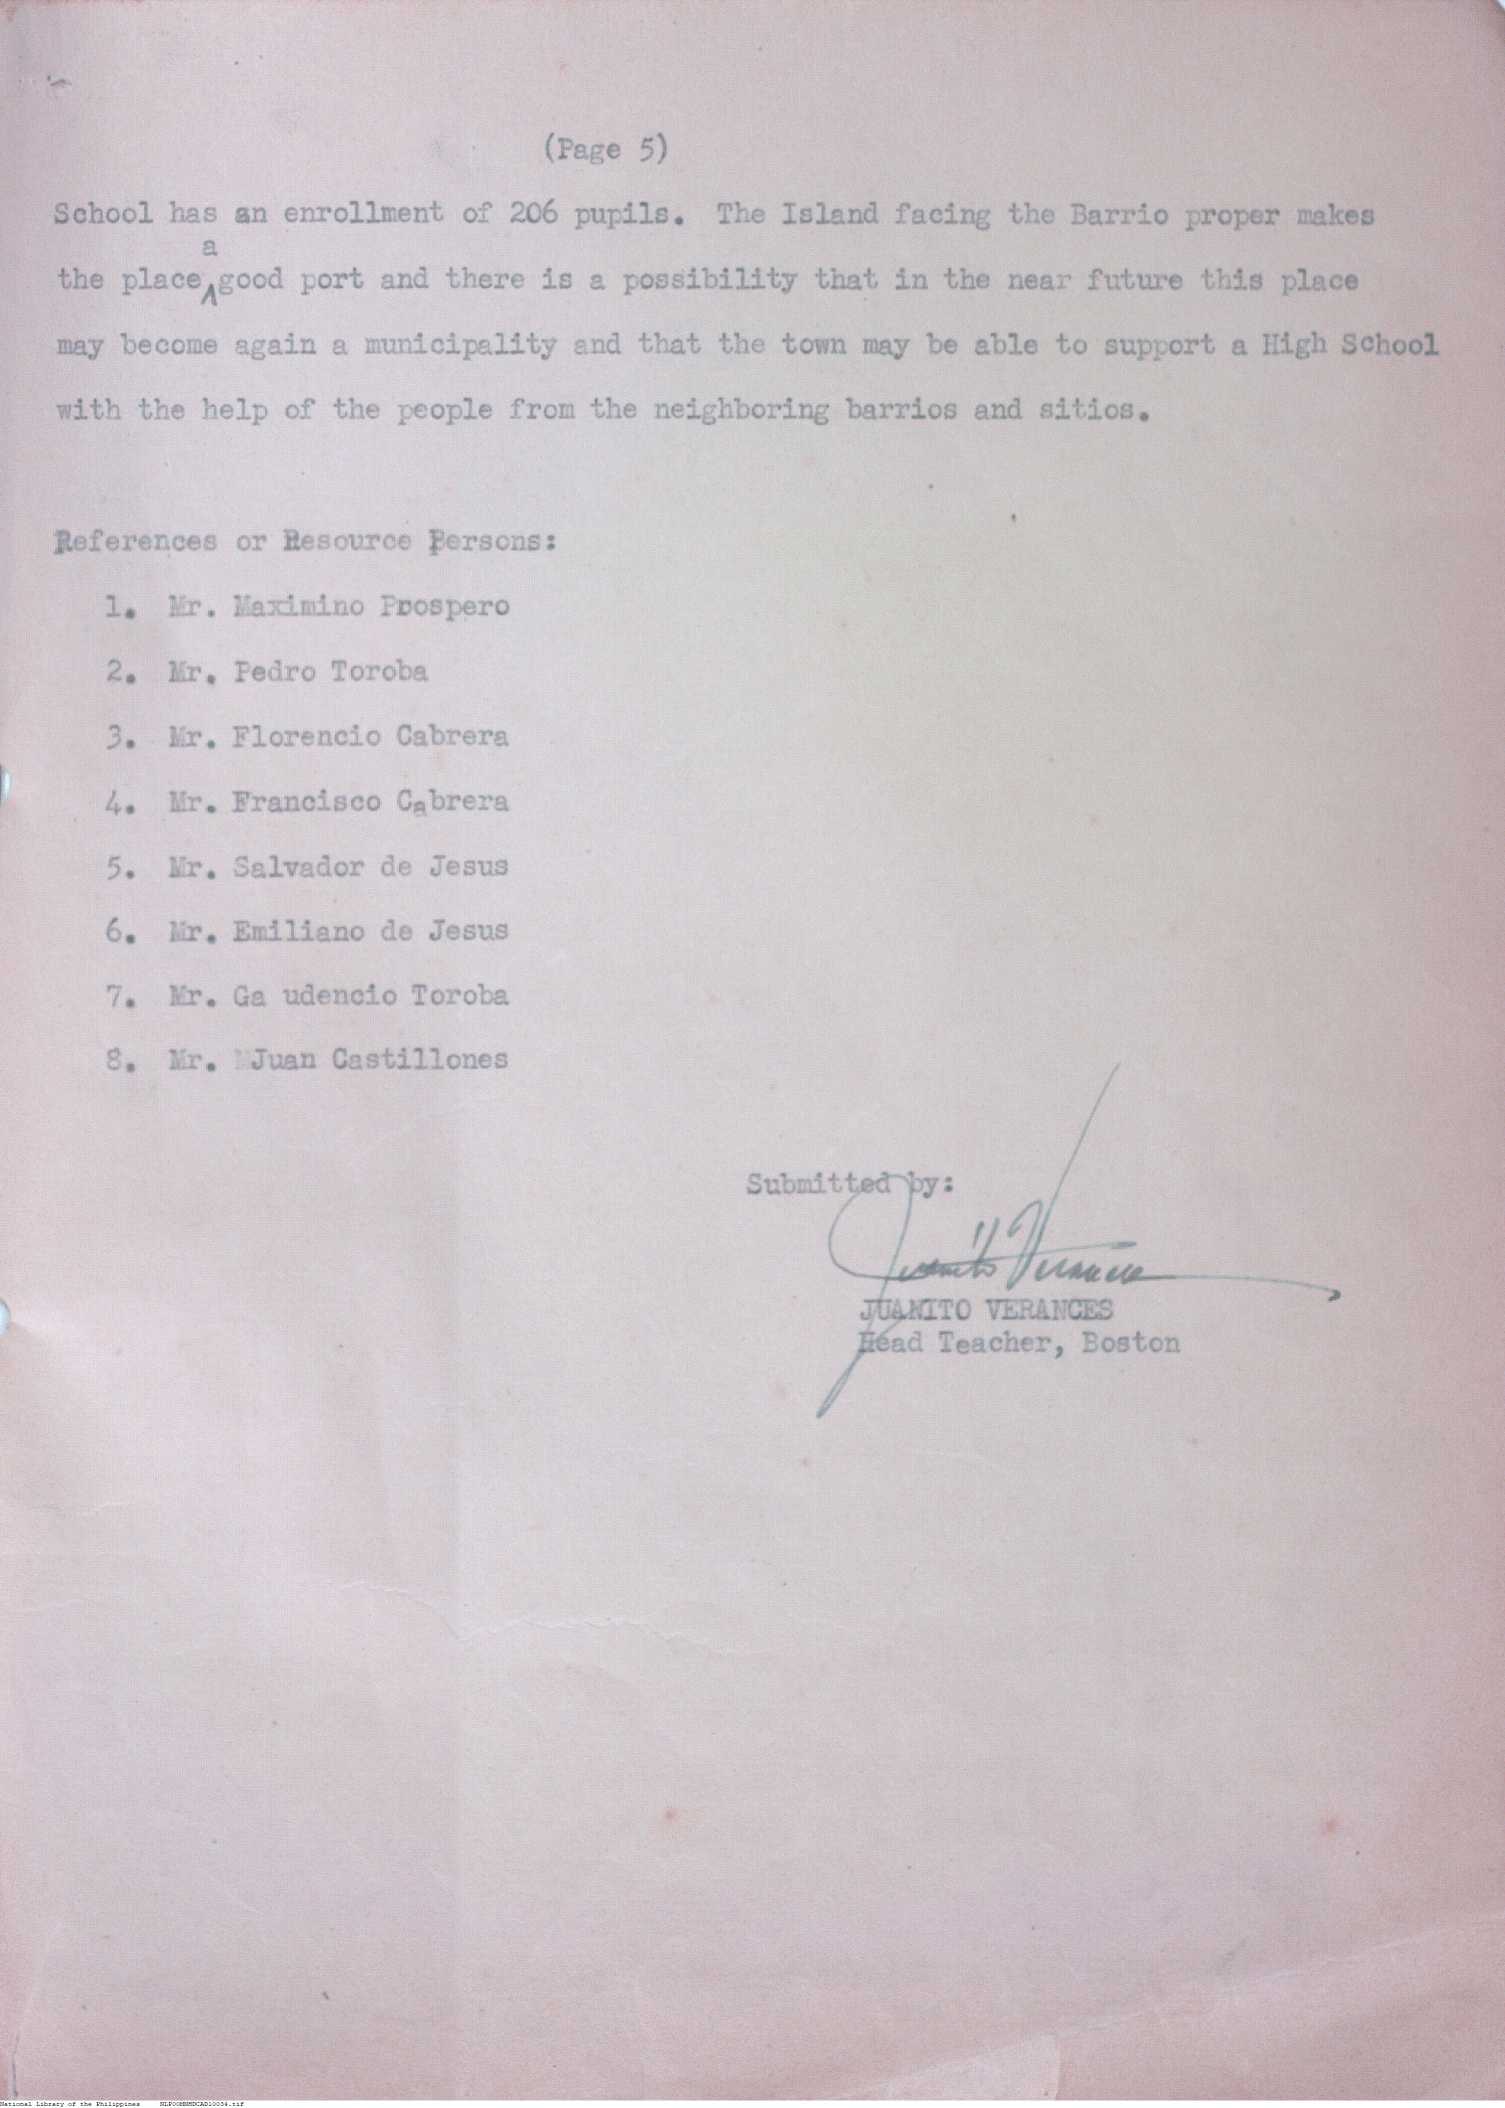 (Page 5)
School has an enrollment of 206 pupils. The Island facing the Barrio proper makes
the place a good port and there is a possibility that in the near future this place
may become again a municipality and that the town may be able to support a High School
with the help of the people from the neighboring barrios and sitios.
References or Resource Persons:
1. Mr. Maximino Prospero
2. Mr. Pedro Toroba
3. Mr. Florencio Cabrera
4. Mr. Francisco Cabrera
5. Mr. Salvador de Jesus
6. Mr. Emiliano de Jesus
7. Mr. Ga udencio Toroba
8. Mr. Juan Castillones
Submitted by:
Juanito Verances
JUANITO VERANCES
Head Teacher, Boston
National Library of the Philippines